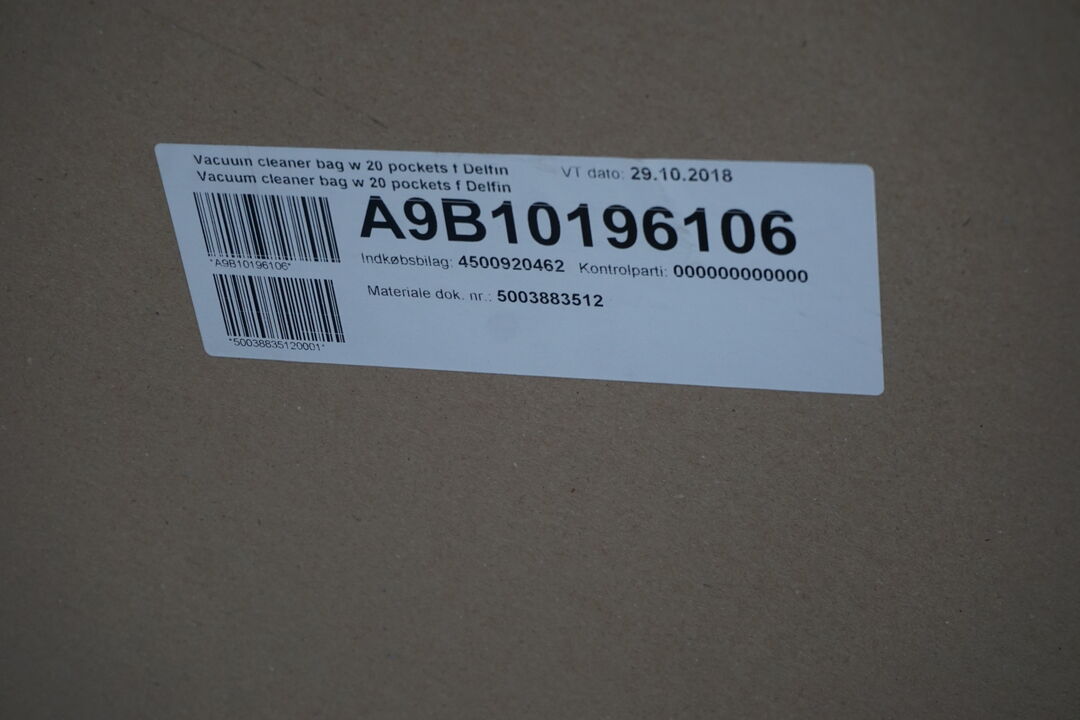 Vacuum cleaner bag w 20 pockets f Delfin
Vacuum cleaner bag w 20 pockets f Delfin
VT dato: 29.10.2018
A9B10196106
*A9B10196106*
Indkøbsbilag: 4500920462 Kontrolparti: 000000000000
Materiale dok. nr.: 5003883512
*50038835120001*